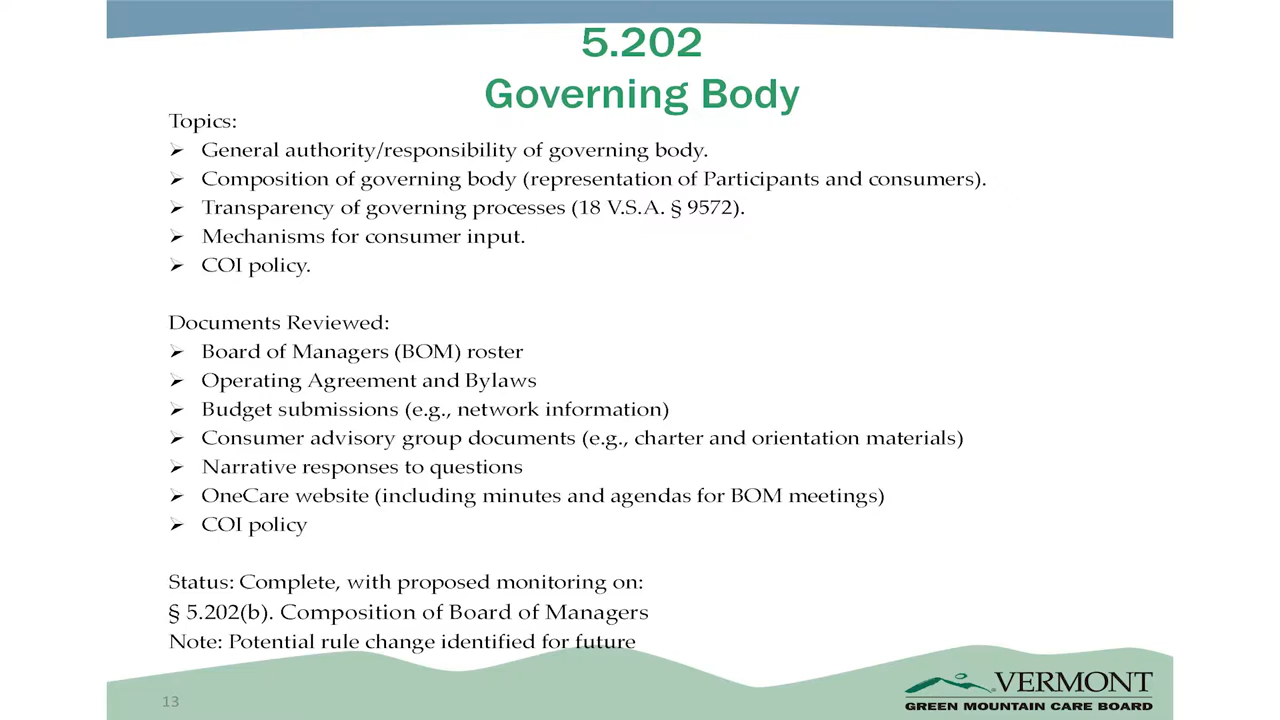 5.202
Governing Body
Topics:
➢ General authority/responsibility of governing body.
➢ Composition of governing body (representation of Participants and consumers).
➢ Transparency of governing processes (18 V.S.A. § 9572).
➢ Mechanisms for consumer input.
➢ COI policy.
Documents Reviewed:
➢ Board of Managers (BOM) roster
➢ Operating Agreement and Bylaws
➢ Budget submissions (e.g., network information)
➢ Consumer advisory group documents (e.g., charter and orientation materials)
➢ Narrative responses to questions
➢ OneCare website (including minutes and agendas for BOM meetings)
➢ COI policy
Status: Complete, with proposed monitoring on:
§ 5.202(b). Composition of Board of Managers
Note: Potential rule change identified for future
13
VERMONT
GREEN MOUNTAIN CARE BOARD